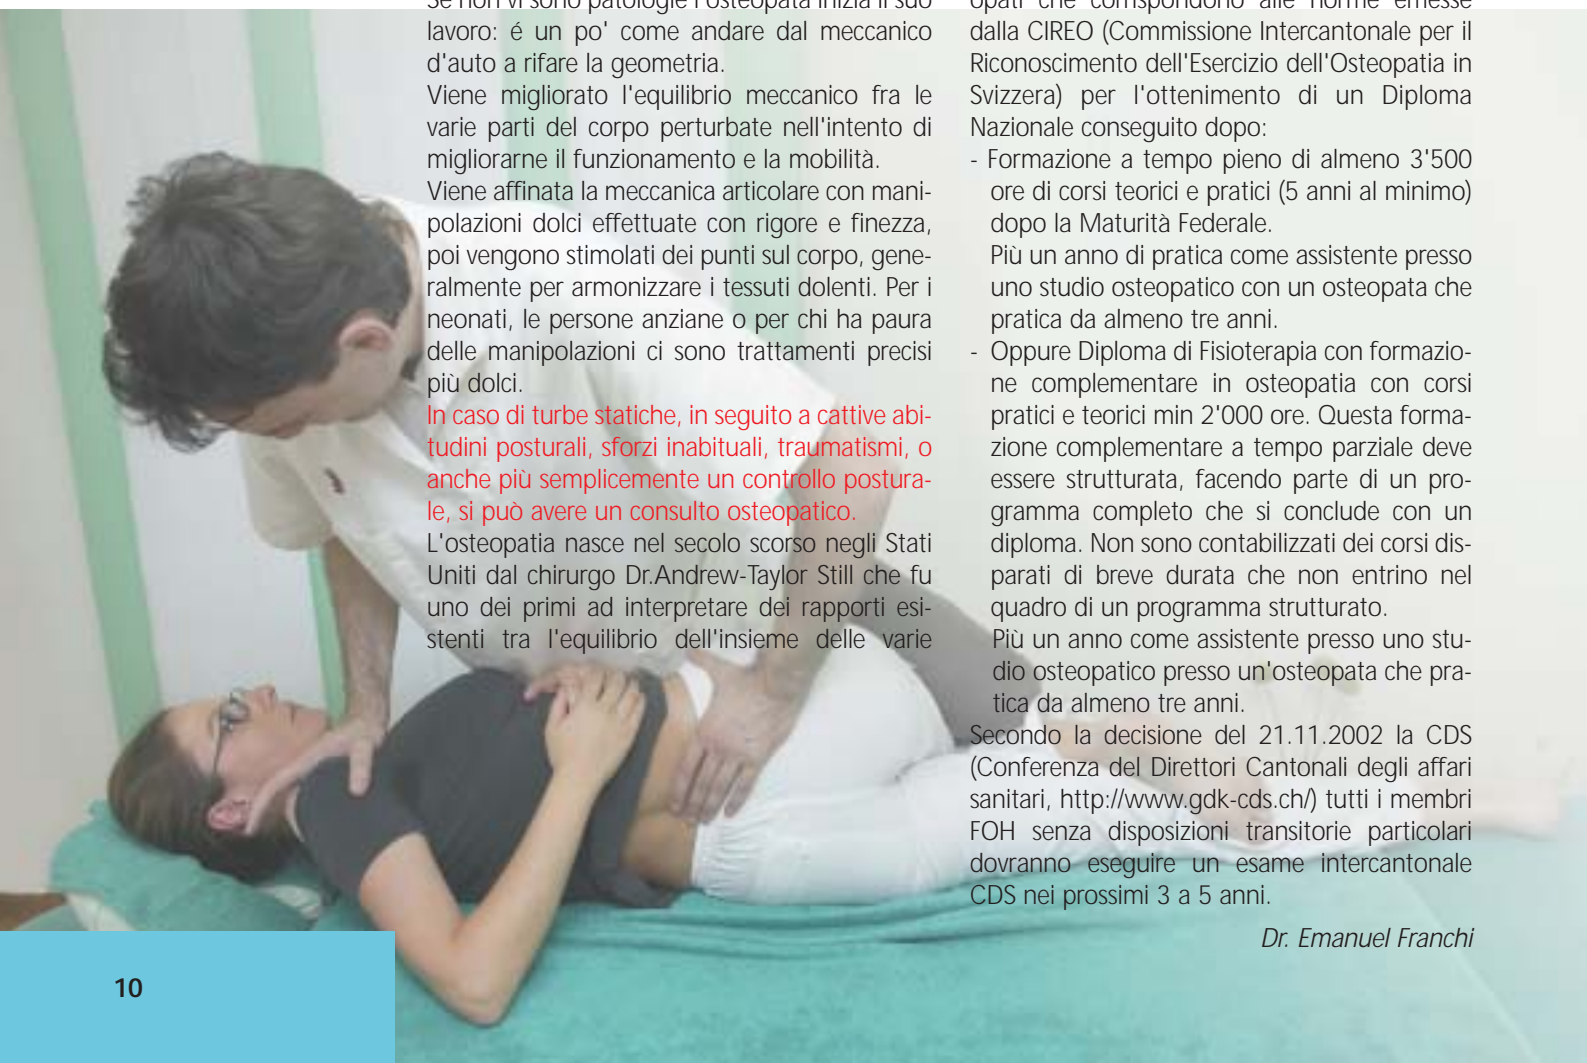 Se non vi sono patologie l'osteopata inizia il suo
lavoro: é un po' come andare dal meccanico
d'auto a rifare la geometria.
Viene migliorato l'equilibrio meccanico fra le
varie parti del corpo perturbate nell'intento di
migliorarne il funzionamento e la mobilità.
Viene affinata la meccanica articolare con mani-
polazioni dolci effettuate con rigore e finezza,
poi vengono stimolati dei punti sul corpo, gene-
ralmente per armonizzare i tessuti dolenti. Per i
neonati, le persone anziane o per chi ha paura
delle manipolazioni ci sono trattamenti precisi
più dolci.
In caso di turbe statiche, in seguito a cattive abi-
tudini posturali, sforzi inabituali, traumatismi, o
anche più semplicemente un controllo postura-
le, si può avere un consulto osteopatico.
L'osteopatia nasce nel secolo scorso negli Stati
Uniti dal chirurgo Dr.Andrew-Taylor Still che fu
uno dei primi ad interpretare dei rapporti esi-
stenti tra l'equilibrio dell'insieme delle varie
opati che corrispondono alle norme emesse
dalla CIREO (Commissione Intercantonale per il
Riconoscimento dell'Esercizio dell'Osteopatia in
Svizzera) per l'ottenimento di un Diploma
Nazionale conseguito dopo:
- Formazione a tempo pieno di almeno 3'500
ore di corsi teorici e pratici (5 anni al minimo)
dopo la Maturità Federale.
Più un anno di pratica come assistente presso
uno studio osteopatico con un osteopata che
pratica da almeno tre anni.
- Oppure Diploma di Fisioterapia con formazio-
ne complementare in osteopatia con corsi
pratici e teorici min 2'000 ore. Questa forma-
zione complementare a tempo parziale deve
essere strutturata, facendo parte di un pro-
gramma completo che si conclude con un
diploma. Non sono contabilizzati dei corsi dis-
parati di breve durata che non entrino nel
quadro di un programma strutturato.
Più un anno come assistente presso uno stu-
dio osteopatico presso un'osteopata che pra-
tica da almeno tre anni.
Secondo la decisione del 21.11.2002 la CDS
(Conferenza del Direttori Cantonali degli affari
sanitari, http://www.gdk-cds.ch/) tutti i membri
FOH senza disposizioni transitorie particolari
dovranno eseguire un esame intercantonale
CDS nei prossimi 3 a 5 anni.
Dr. Emanuel Franchi
10